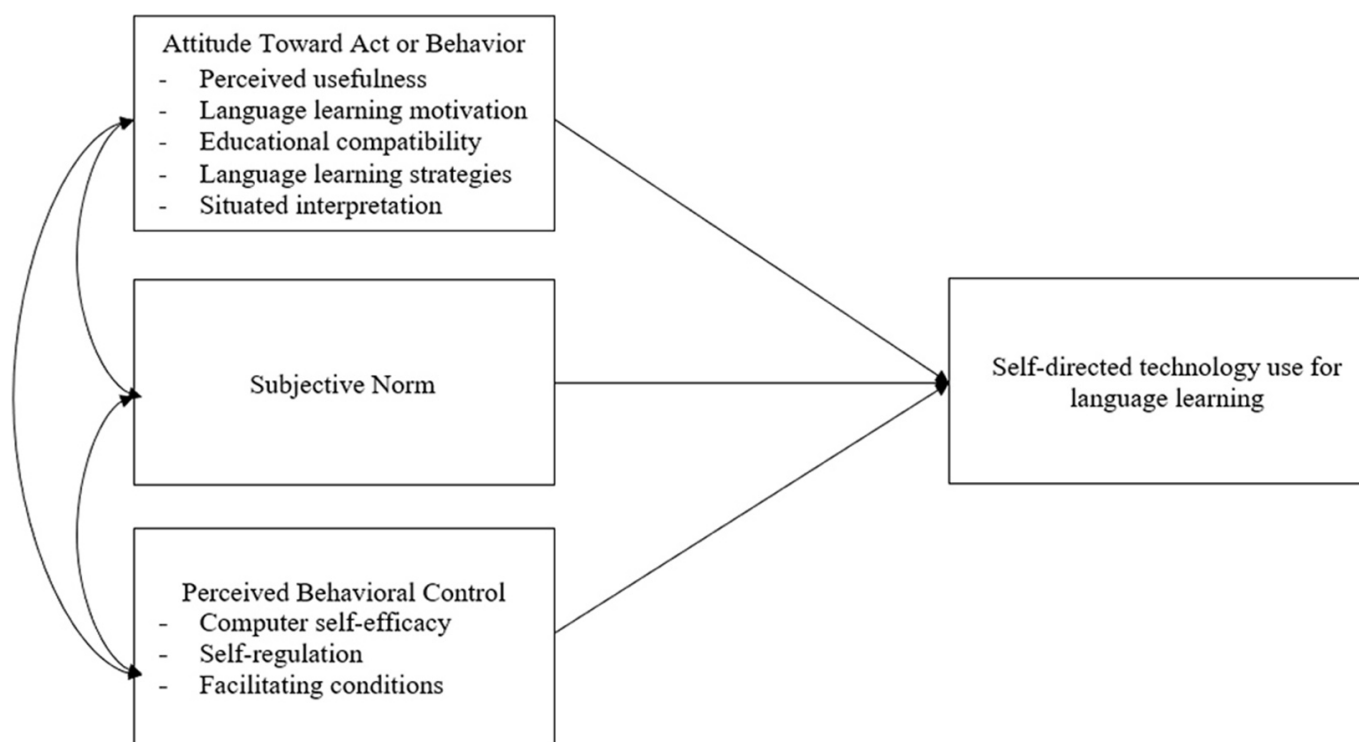 Attitude Toward Act or Behavior
- Perceived usefulness
- Language learning motivation
- Educational compatibility
- Language learning strategies
- Situated interpretation
Subjective Norm
Perceived Behavioral Control
- Computer self-efficacy
- Self-regulation
- Facilitating conditions
Self-directed technology use for
language learning